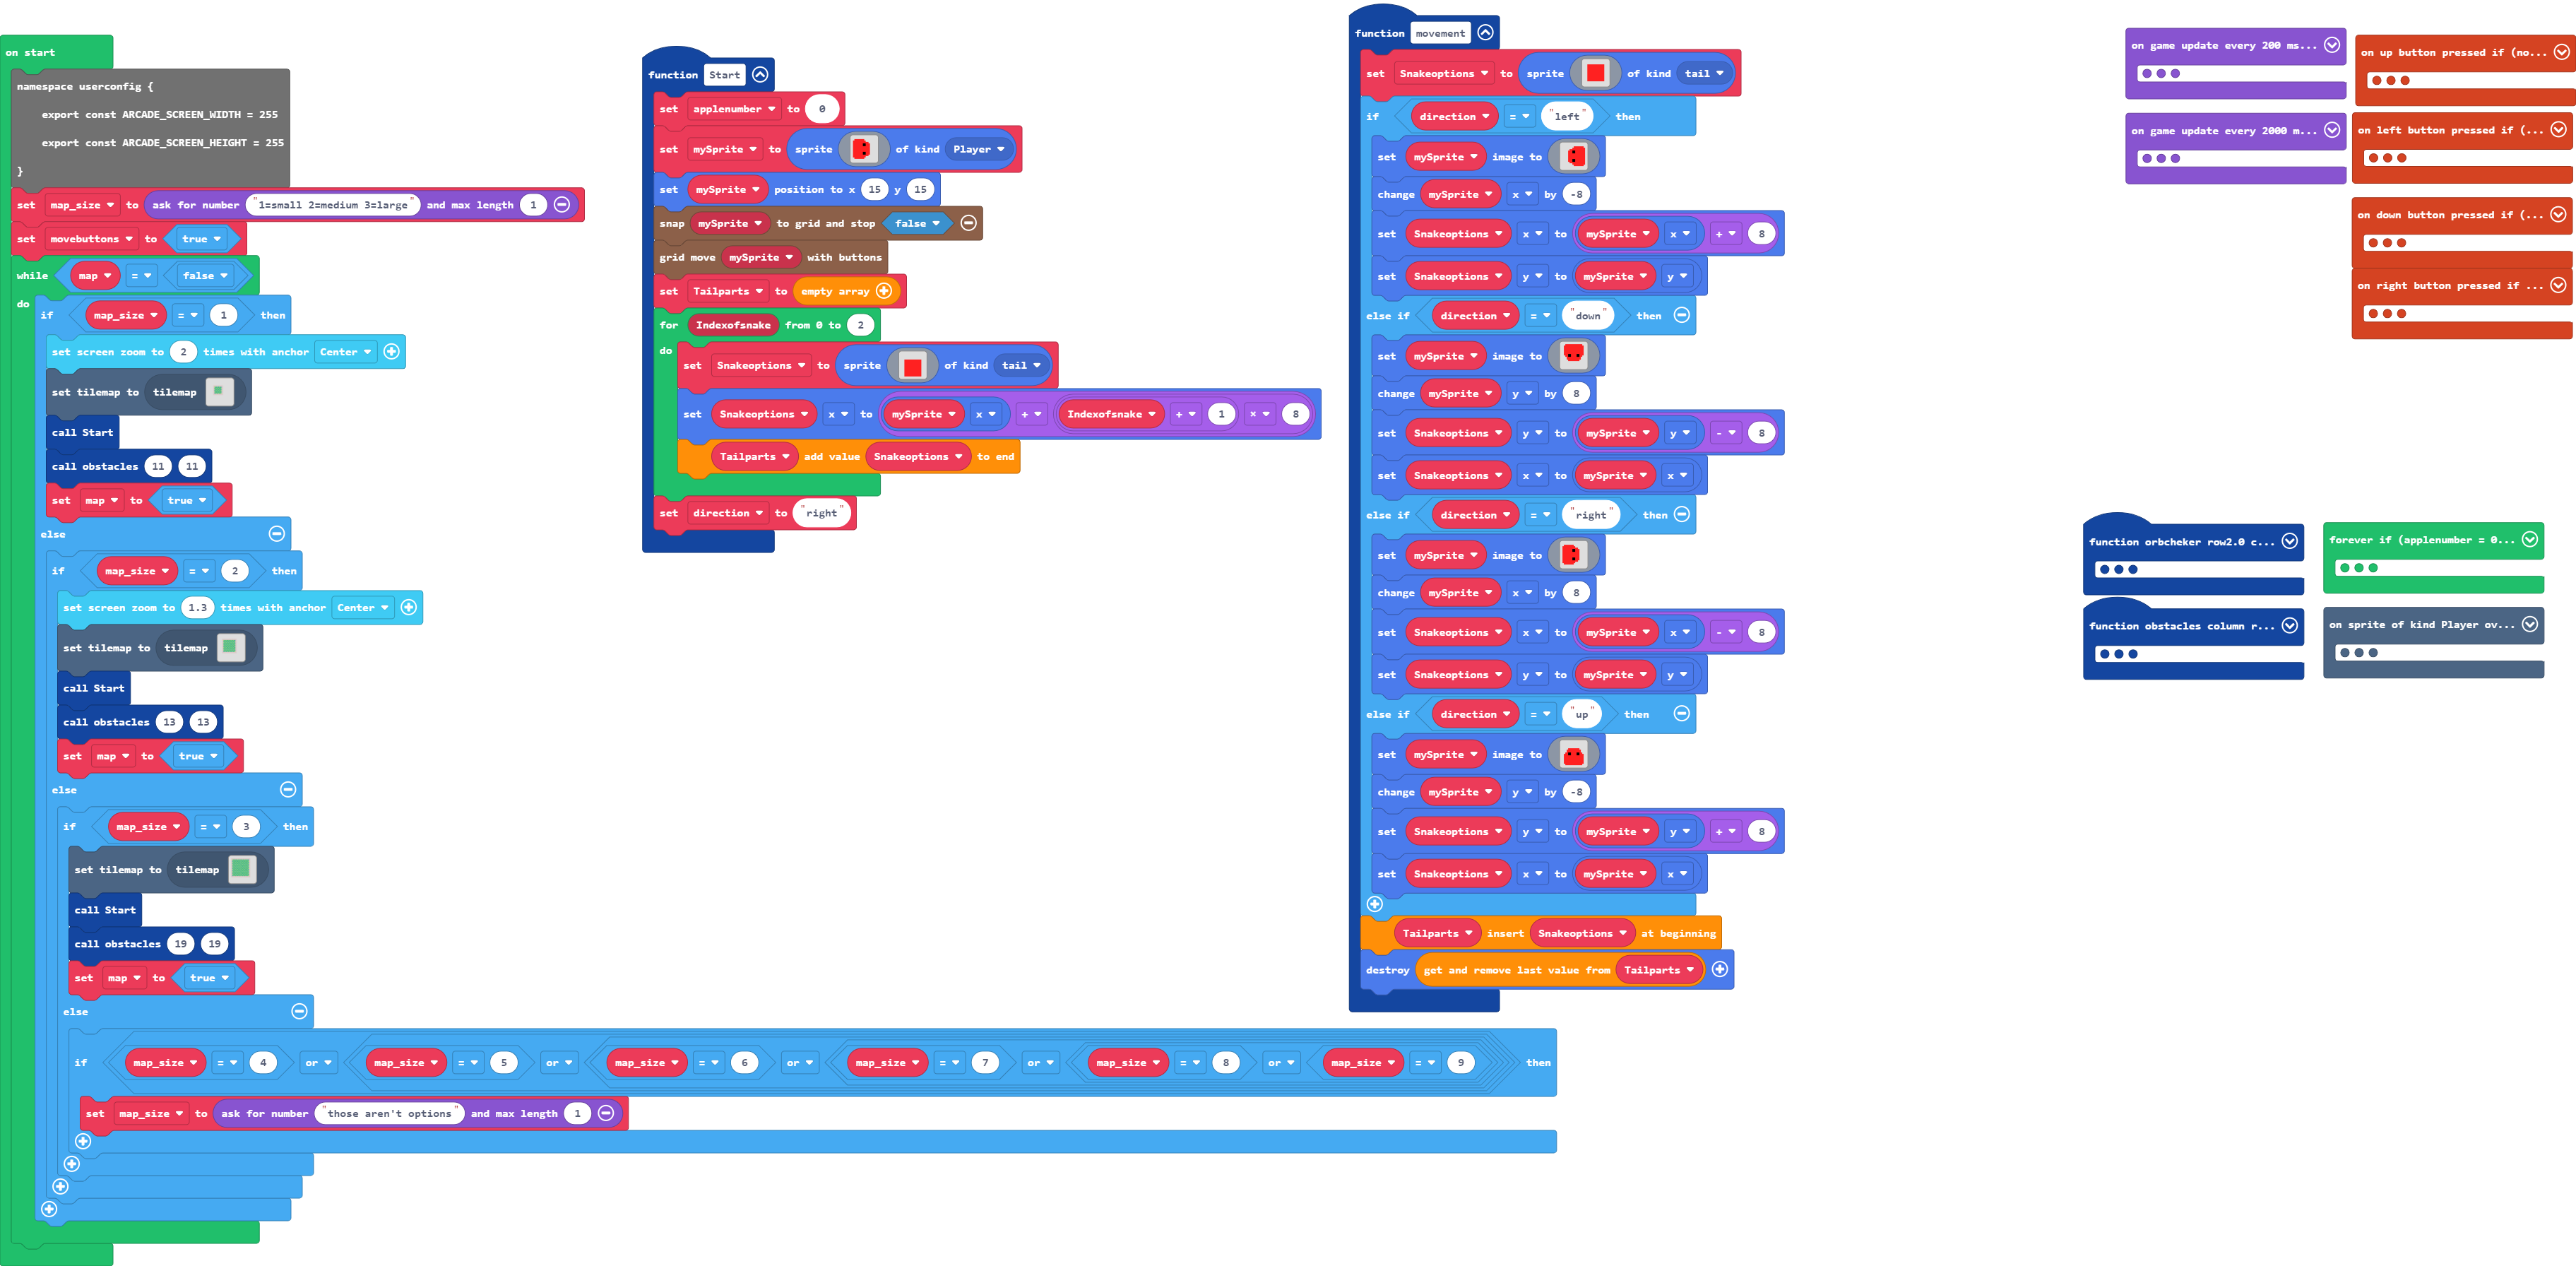 on start
namespace userconfig {
export const ARCADE_SCREEN_WIDTH = 255
export const ARCADE_SCREEN_HEIGHT = 255
}
set map_size to ask for number "1=small 2=medium 3=large" and max length 1
set movebuttons to true
while map = false
do
if map_size = 1 then
set screen zoom to 2 times with anchor Center
set tilemap to tilemap
call Start
call obstacles 11 11
set map to true
else
if map_size = 2 then
set screen zoom to 1.3 times with anchor Center
set tilemap to tilemap
call Start
call obstacles 13 13
set map to true
else
if map_size = 3 then
set tilemap to tilemap
call Start
call obstacles 19 19
set map to true
else
if map_size = 4 or map_size = 5 or map_size = 6 or map_size = 7 or map_size = 8 or map_size = 9 then
set map_size to ask for number "those aren't options" and max length 1
function Start
set applenumber to 0
set mySprite to sprite of kind Player
set mySprite position to x 15 y 15
snap mySprite to grid and stop false
grid move mySprite with buttons
set Tailparts to empty array
for Indexofsnake from 0 to 2
do
set Snakeoptions to sprite of kind tail
set Snakeoptions x to mySprite x + Indexofsnake + 1 × 8
Tailparts add value Snakeoptions to end
set direction to "right"
function movement
set Snakeoptions to sprite of kind tail
if direction = "left" then
set mySprite image to
change mySprite x by -8
set Snakeoptions x to mySprite x + 8
set Snakeoptions y to mySprite y
else if direction = "down" then
set mySprite image to
change mySprite y by 8
set Snakeoptions y to mySprite y - 8
set Snakeoptions x to mySprite x
else if direction = "right" then
set mySprite image to
change mySprite x by 8
set Snakeoptions x to mySprite x - 8
set Snakeoptions y to mySprite y
else if direction = "up" then
set mySprite image to
change mySprite y by -8
set Snakeoptions y to mySprite y + 8
set Snakeoptions x to mySprite x
Tailparts insert Snakeoptions at beginning
destroy get and remove last value from Tailparts
on game update every 200 ms...
on game update every 2000 m...
on up button pressed if (no...
on left button pressed if (...
on down button pressed if (...
on right button pressed if ...
function orbcheker row2.0 c...
function obstacles column r...
forever if (applenumber = 0...
on sprite of kind Player ov...